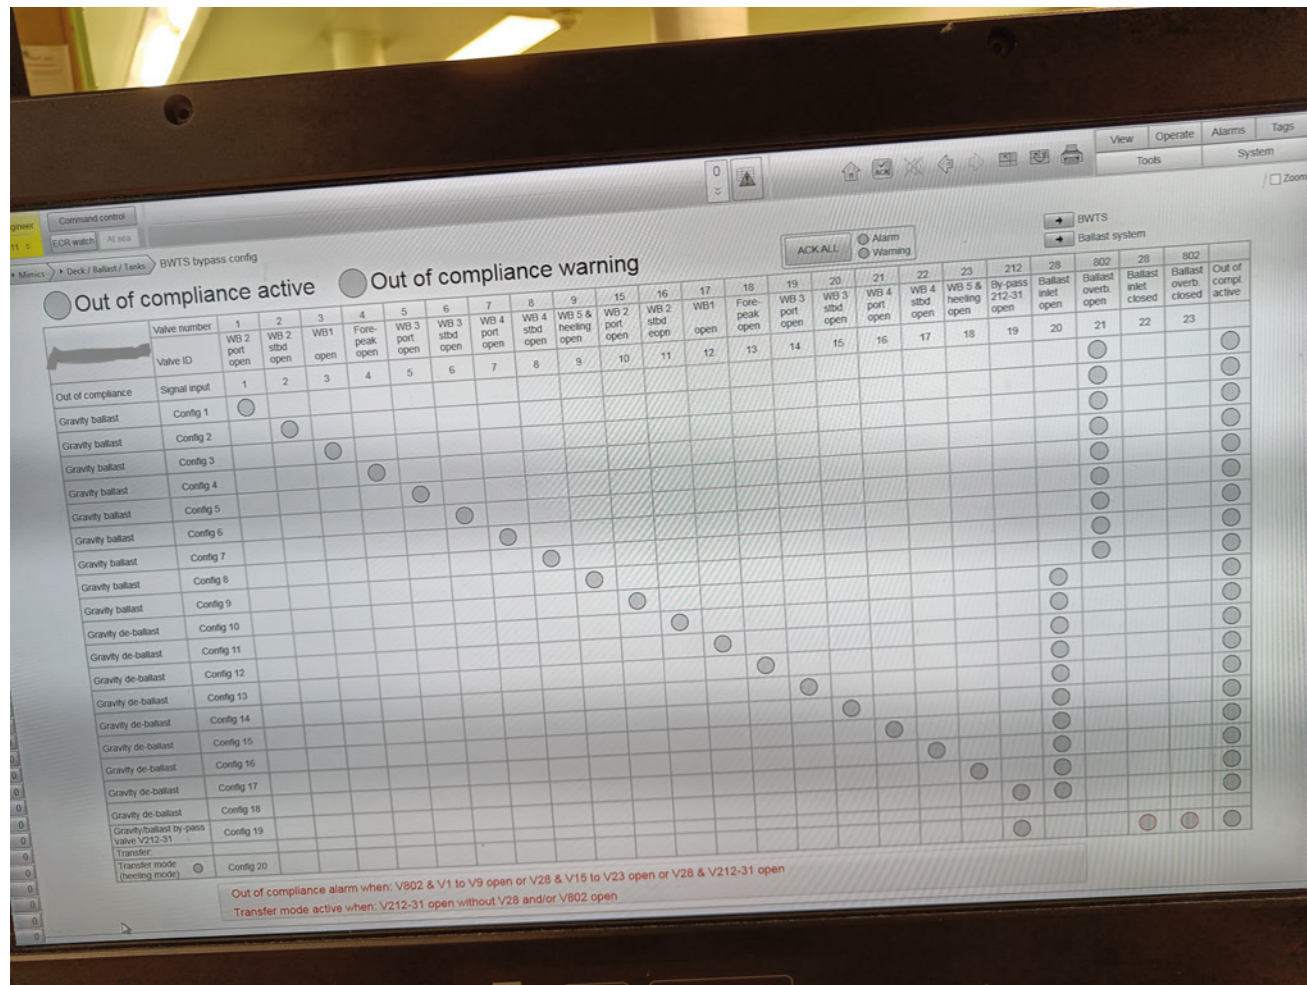 View Operate Alarms Tags
Tools System
Zoom
0
ACK
gineer
Command control
11
ECR watch At sea
Mimics Deck / Ballast / Tanks BWTS bypass config
BWTS
Ballast system
ACK ALL
Alarm
Warning
Out of compliance active Out of compliance warning
Valve number 1 2 3 4 5 6 7 8 9 15 16 17 18 19 20 21 22 23 212 28 802 28 802 Out of compl. active
Valve ID WB 2 port open WB 2 stbd open WB1 open Fore-peak open WB 3 port open WB 3 stbd open WB 4 port open WB 4 stbd open WB 5 & heeling open WB 2 port open WB 2 stbd eopn WB1 open Fore-peak open WB 3 port open WB 3 stbd open WB 4 port open WB 4 stbd open WB 5 & heeling open By-pass 212-31 open Ballast inlet open Ballast overb. open Ballast inlet closed Ballast overb. closed
Out of compliance Signal input 1 2 3 4 5 6 7 8 9 10 11 12 13 14 15 16 17 18 19 20 21 22 23
Gravity ballast Config 1
Gravity ballast Config 2
Gravity ballast Config 3
Gravity ballast Config 4
Gravity ballast Config 5
Gravity ballast Config 6
Gravity ballast Config 7
Gravity ballast Config 8
Gravity ballast Config 9
Gravity de-ballast Config 10
Gravity de-ballast Config 11
Gravity de-ballast Config 12
Gravity de-ballast Config 13
Gravity de-ballast Config 14
Gravity de-ballast Config 15
Gravity de-ballast Config 16
Gravity de-ballast Config 17
Gravity de-ballast Config 18
Gravity/ballast by-pass valve V212-31 Config 19
Transfer:
Transfer mode (heeling mode) Config 20
Out of compliance alarm when: V802 & V1 to V9 open or V28 & V15 to V23 open or V28 & V212-31 open
Transfer mode active when: V212-31 open without V28 and/or V802 open